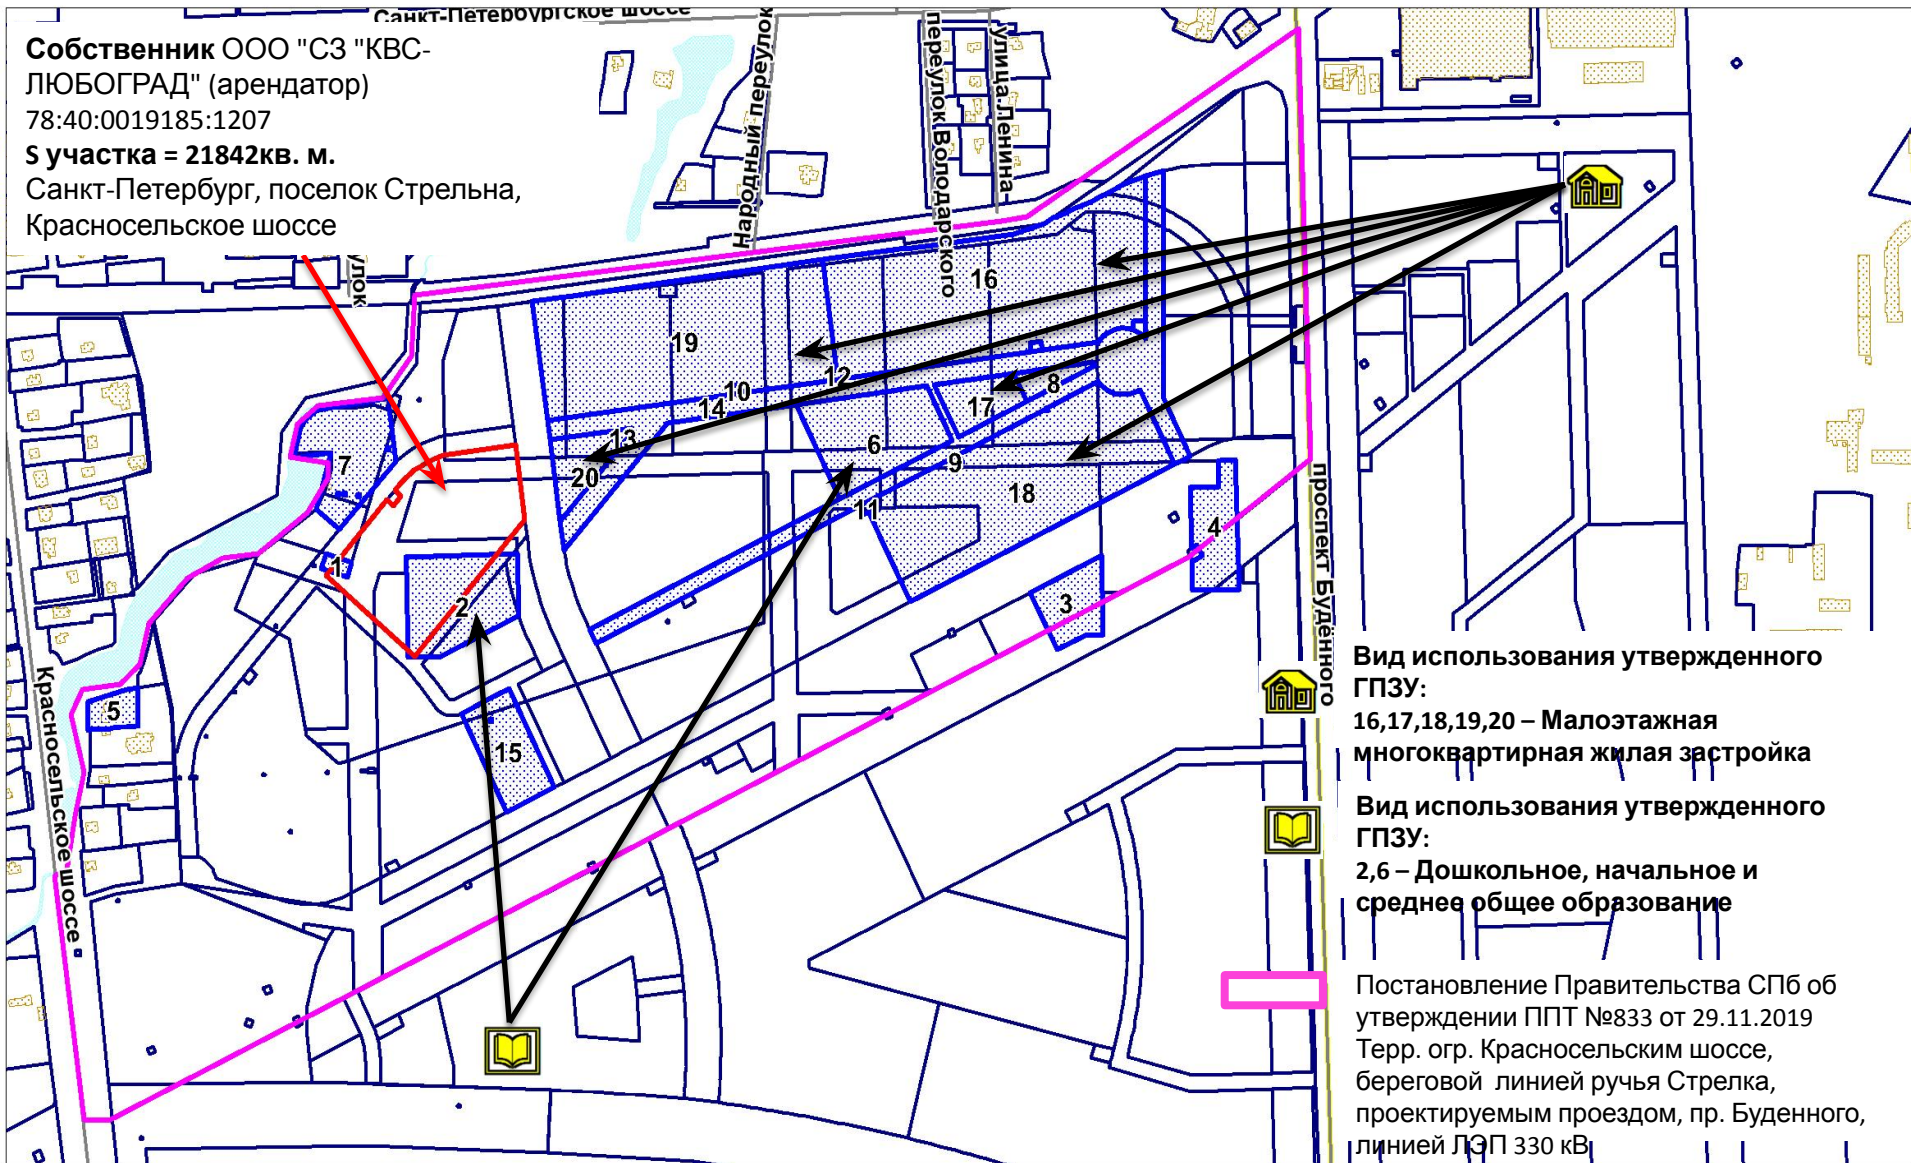 Санкт-Петербургское шоссе
Собственник ООО "СЗ "КВС-
ЛЮБОГРАД" (арендатор)
78:40:0019185:1207
S участка = 21842кв. м.
Санкт-Петербург, поселок Стрельна,
Красносельское шоссе
улок
Народный переулок
переулок Володарского
улица Ленина
16
19
12
10
14
8
17
13
6
7
20
9
18
11
4
1
2
3
5
15
проспект Будённого
Красносельское шоссе
Вид использования утвержденного
ГПЗУ:
16,17,18,19,20 – Малоэтажная
многоквартирная жилая застройка
Вид использования утвержденного
ГПЗУ:
2,6 – Дошкольное, начальное и
среднее общее образование
Постановление Правительства СПб об
утверждении ППТ №833 от 29.11.2019
Терр. огр. Красносельским шоссе,
береговой линией ручья Стрелка,
проектируемым проездом, пр. Буденного,
линией ЛЭП 330 кВ